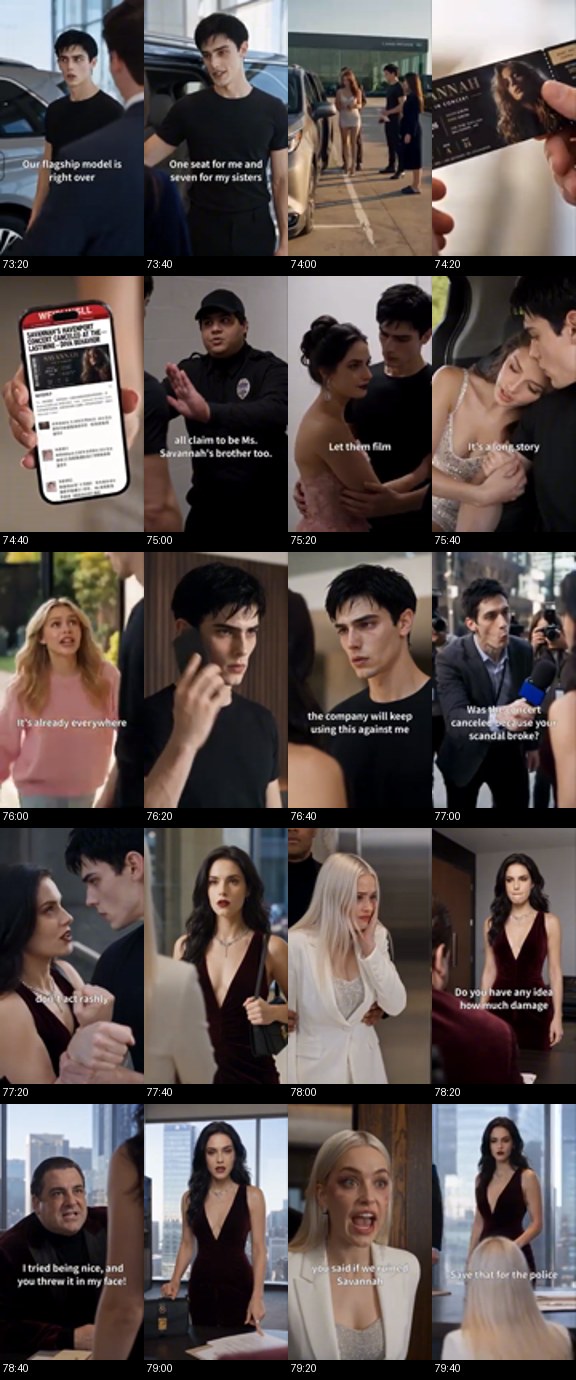 Our flagship model is
right over
One seat for me and
seven for my sisters
73:20
73:40
74:00
74:20
SAVANNAH'S HAVENPORT
CONCERT CANCELED AT THE
DIVA BEHAVIOR
all claim to be Ms.
Savannah's brother too.
Let them film
it's a long story
74:40
75:00
75:20
75:40
It's already everywhere
the company will keep
using this against me
Was the concert
canceled because your
scandal broke?
76:00
76:20
76:40
77:00
don't act rashly
Do you have any idea
how much damage
77:20
77:40
78:00
78:20
I tried being nice, and
you threw it in my face!
you said if we ruined
Savannah
Save that for the police
78:40
79:00
79:20
79:40